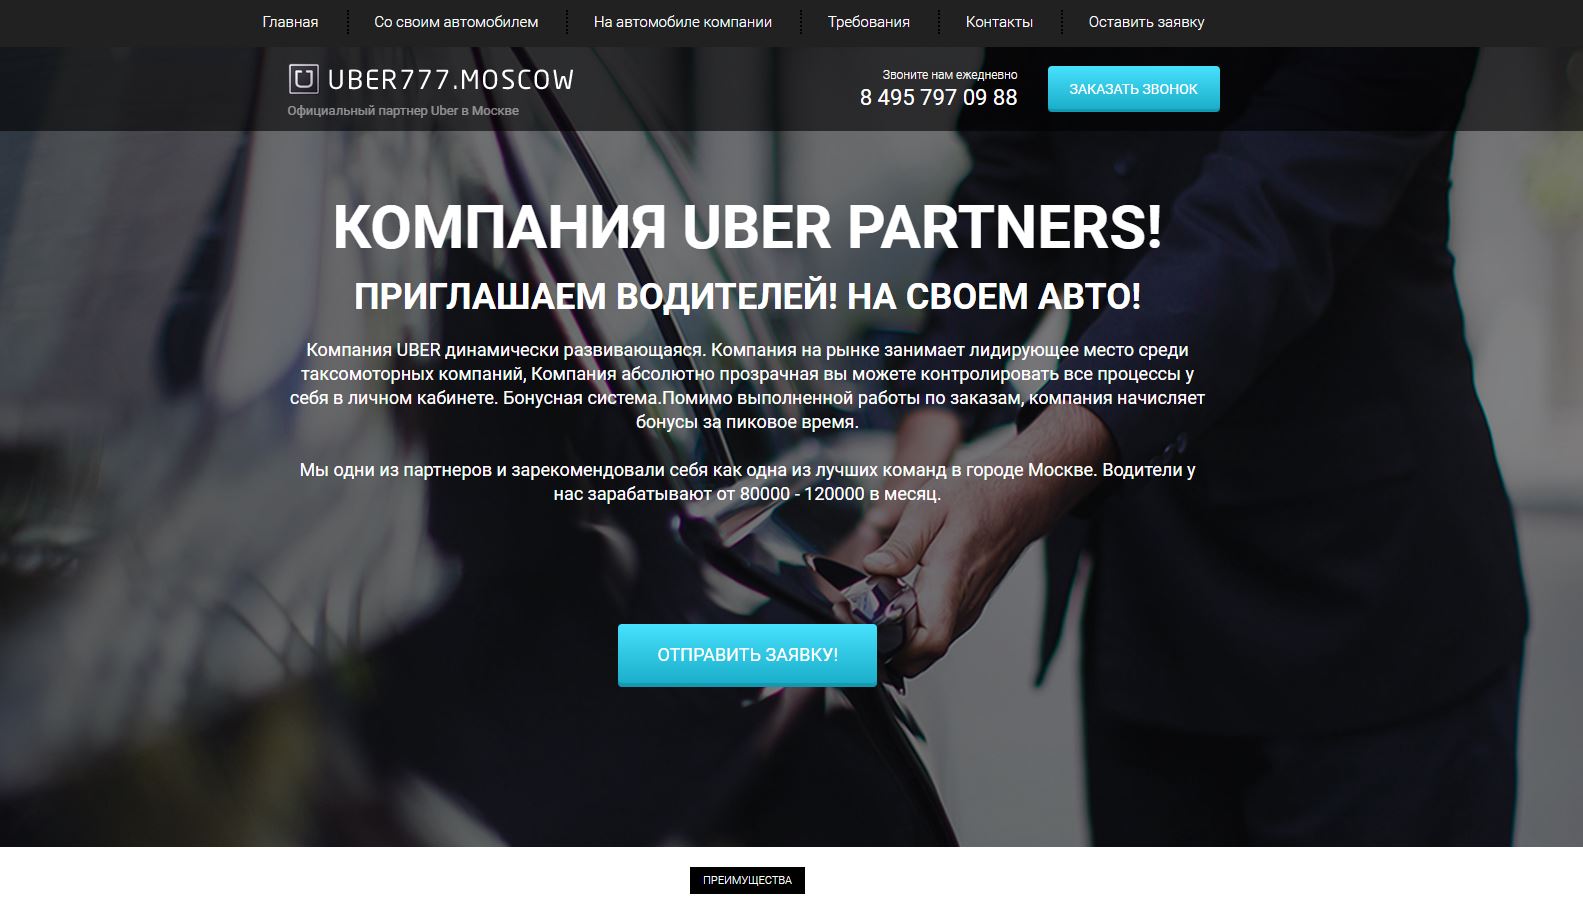 Главная
Со своим автомобилем
На автомобиле компании
Требования
Контакты
Оставить заявку
UBER777.MOSCOW
Официальный партнер Uber в Москве
Звоните нам ежедневно
8 495 797 09 88
ЗАКАЗАТЬ ЗВОНОК
КОМПАНИЯ UBER PARTNERS!
ПРИГЛАШАЕМ ВОДИТЕЛЕЙ! НА СВОЕМ АВТО!
Компания UBER динамически развивающаяся. Компания на рынке занимает лидирующее место среди
таксомоторных компаний, Компания абсолютно прозрачная вы можете контролировать все процессы у
себя в личном кабинете. Бонусная система.Помимо выполненной работы по заказам, компания начисляет
бонусы за пиковое время.
Мы одни из партнеров и зарекомендовали себя как одна из лучших команд в городе Москве. Водители у
нас зарабатывают от 80000 - 120000 в месяц.
ОТПРАВИТЬ ЗАЯВКУ!
ПРЕИМУЩЕСТВА